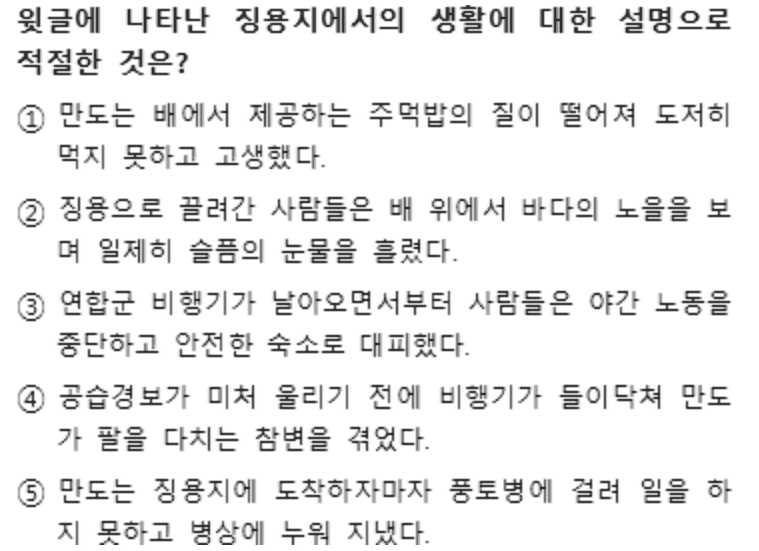 윗글에 나타난 징용지에서의 생활에 대한 설명으로
적절한 것은?
① 만도는 배에서 제공하는 주먹밥의 질이 떨어져 도저히
먹지 못하고 고생했다.
② 징용으로 끌려간 사람들은 배 위에서 바다의 노을을 보
며 일제히 슬픔의 눈물을 흘렸다.
③ 연합군 비행기가 날아오면서부터 사람들은 야간 노동을
중단하고 안전한 숙소로 대피했다.
④ 공습경보가 미처 울리기 전에 비행기가 들이닥쳐 만도
가 팔을 다치는 참변을 겪었다.
⑤ 만도는 징용지에 도착하자마자 풍토병에 걸려 일을 하
지 못하고 병상에 누워 지냈다.